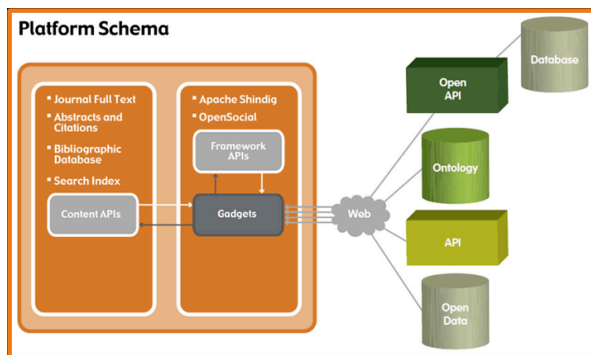 Platform Schema
▪ Journal Full Text
▪ Abstracts and
Citations
▪ Bibliographic
Database
▪ Search Index
Content APIs
▪ Apache Shindig
▪ OpenSocial
Framework
APIs
Gadgets
Web
Open
API
Database
Ontology
API
Open
Data